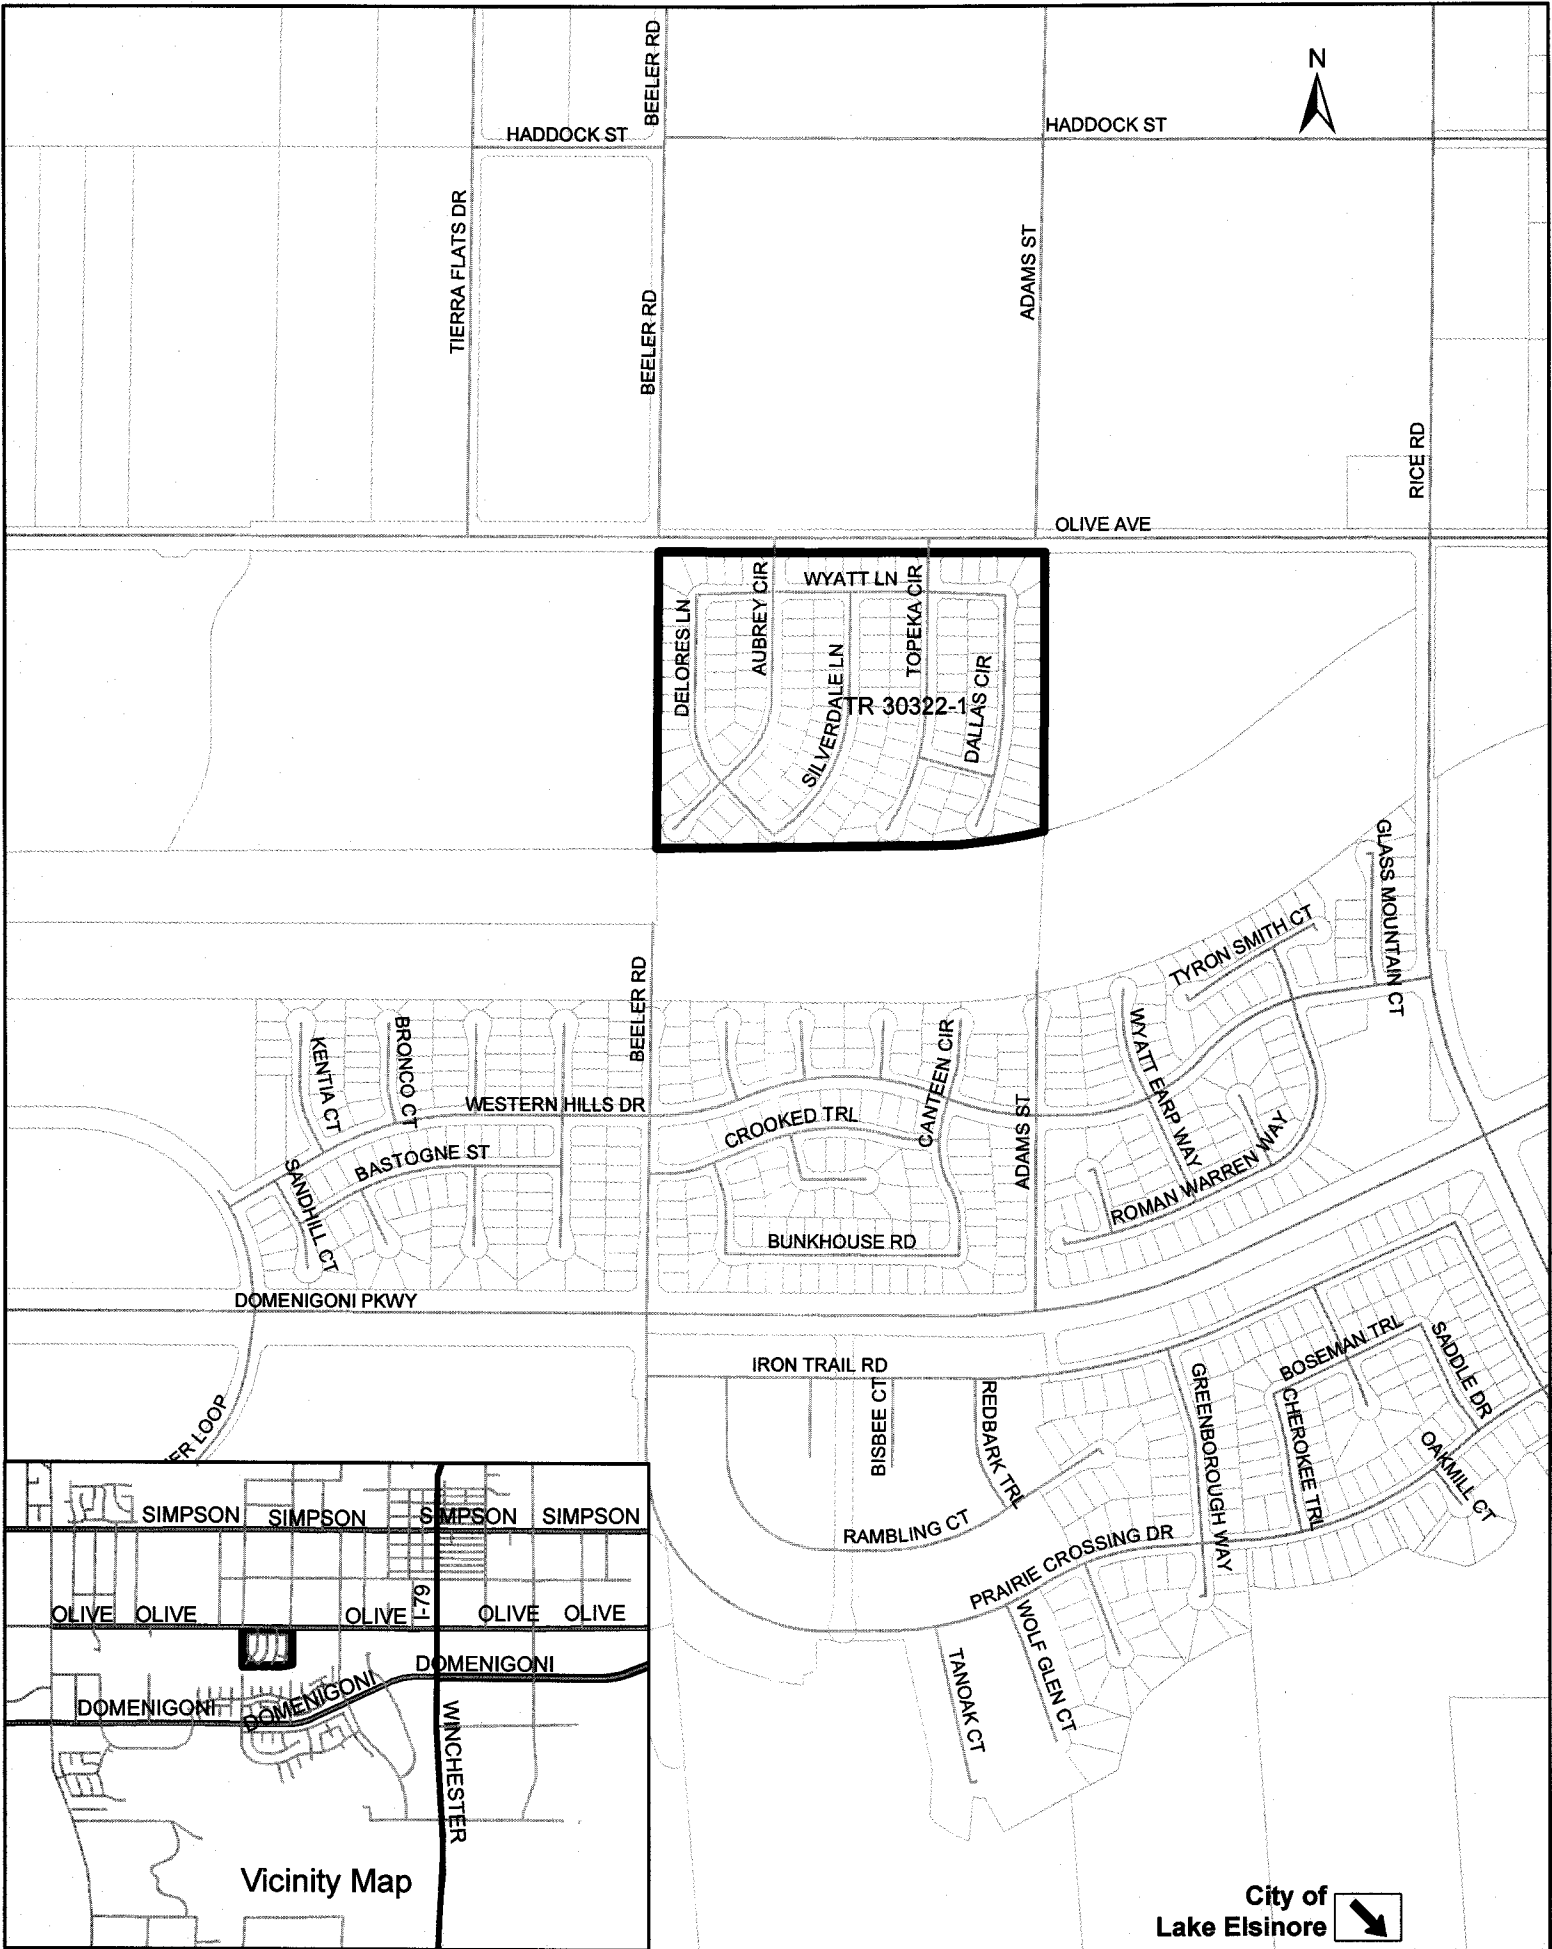 BEELER RD
N
HADDOCK ST
HADDOCK ST
TIERRA FLATS DR
BEELER RD
ADAMS ST
RICE RD
OLIVE AVE
WYATT LN
DELORES LN
AUBREY CIR
SILVERDALE LN
TOPEKA CIR
DALLAS CIR
TR 30322-1
GLASS MOUNTAIN CT
TYRON SMITH CT
BEELER RD
KENTIA CT
BRONCO CT
WESTERN HILLS DR
CROOKED TRL
CANTEEN CIR
WYATT EARP WAY
ADAMS ST
BASTOGNE ST
SANDHILL CT
ROMAN WARREN WAY
BUNKHOUSE RD
DOMENIGONI PKWY
IRON TRAIL RD
BISBEE CT
REDBARK TRL
GREENBOROUGH WAY
BOSEMAN TRL
CHEROKEE TRL
SADDLE DR
OAKMILL CT
ER LOOP
RAMBLING CT
PRAIRIE CROSSING DR
WOLF GLEN CT
TANOAK CT
SIMPSON
SIMPSON
SIMPSON
SIMPSON
OLIVE
OLIVE
OLIVE
I-79
OLIVE
OLIVE
DOMENIGONI
DOMENIGONI
DOMENIGONI
WINCHESTER
Vicinity Map
City of
Lake Elsinore